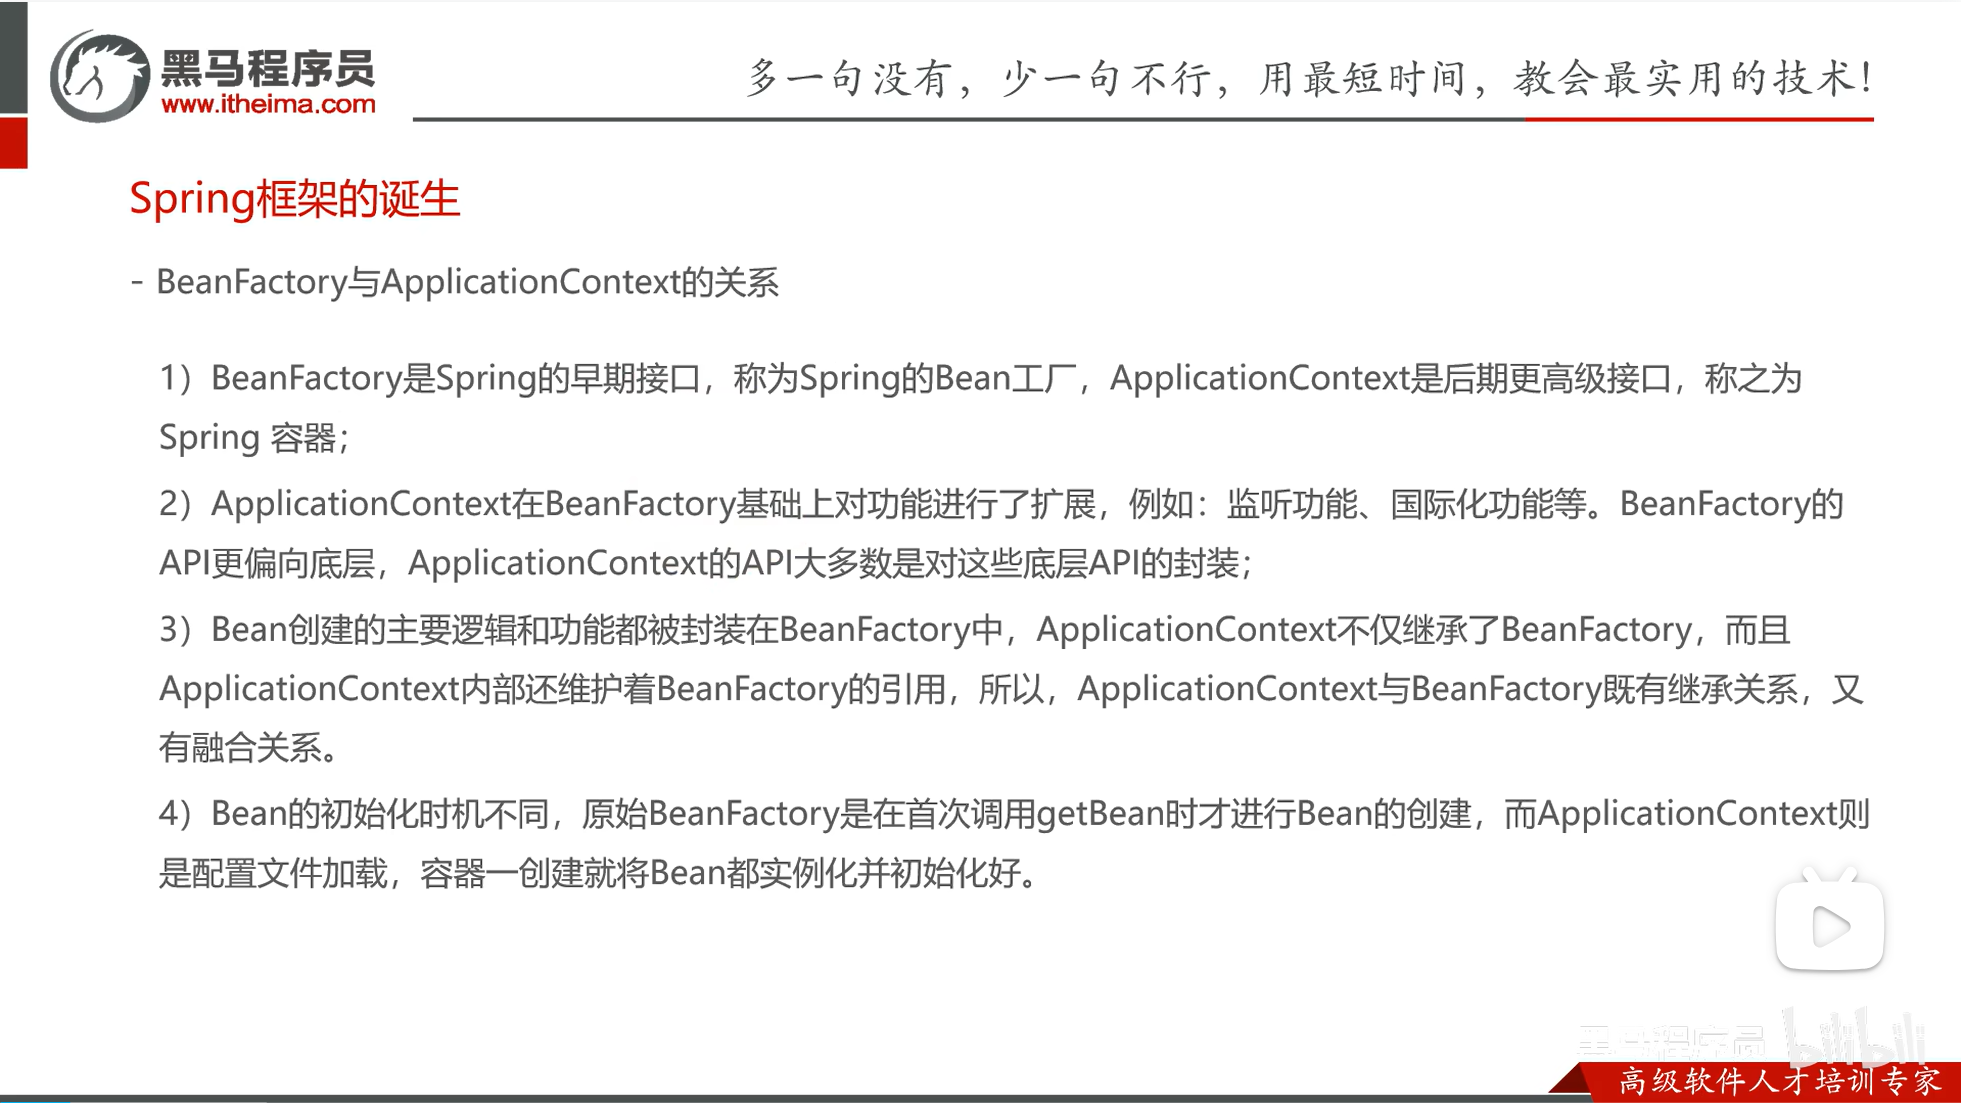 黑马程序员
www.itheima.com
多一句没有，少一句不行，用最短时间，教会最实用的技术！
Spring框架的诞生
- BeanFactory与ApplicationContext的关系
1）BeanFactory是Spring的早期接口，称为Spring的Bean工厂，ApplicationContext是后期更高级接口，称之为
Spring 容器；
2）ApplicationContext在BeanFactory基础上对功能进行了扩展，例如：监听功能、国际化功能等。BeanFactory的
API更偏向底层，ApplicationContext的API大多数是对这些底层API的封装；
3）Bean创建的主要逻辑和功能都被封装在BeanFactory中，ApplicationContext不仅继承了BeanFactory，而且
ApplicationContext内部还维护着BeanFactory的引用，所以，ApplicationContext与BeanFactory既有继承关系，又
有融合关系。
4）Bean的初始化时机不同，原始BeanFactory是在首次调用getBean时才进行Bean的创建，而ApplicationContext则
是配置文件加载，容器一创建就将Bean都实例化并初始化好。
黑马程序员 bilibili
高级软件人才培训专家